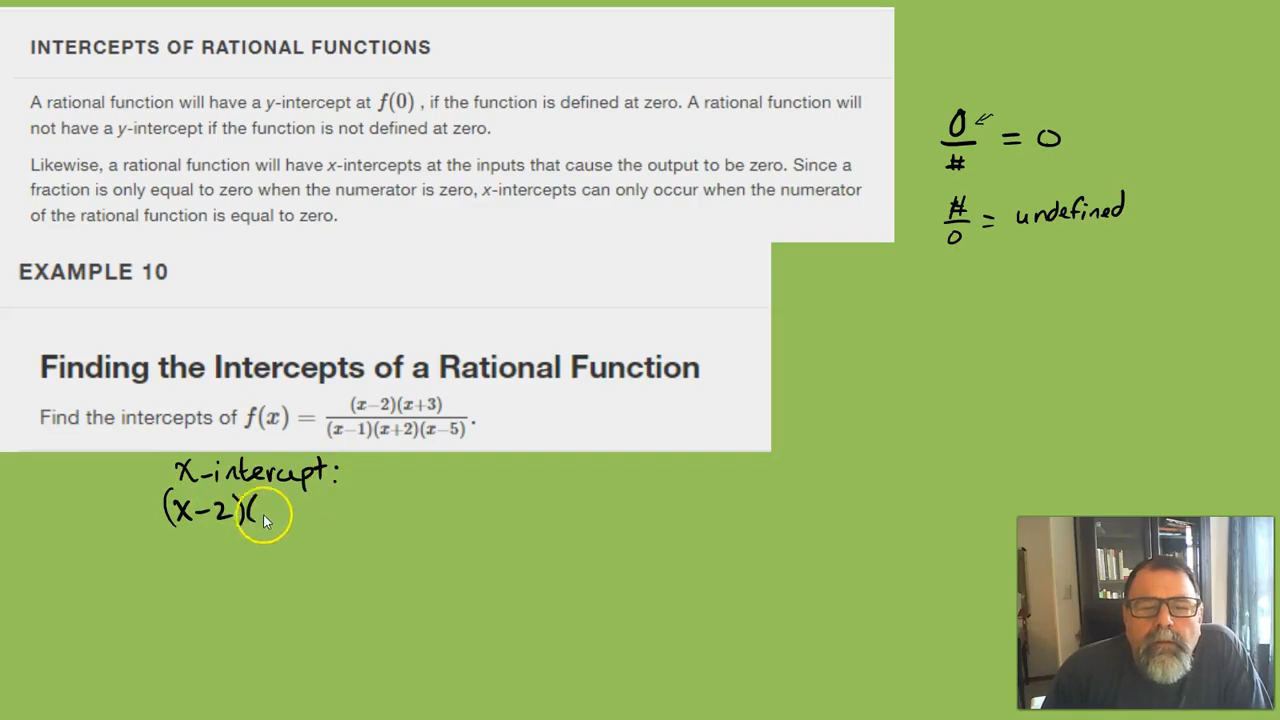 INTERCEPTS OF RATIONAL FUNCTIONS
A rational function will have a y-intercept at f(0) , if the function is defined at zero. A rational function will
not have a y-intercept if the function is not defined at zero.
Likewise, a rational function will have x-intercepts at the inputs that cause the output to be zero. Since a
fraction is only equal to zero when the numerator is zero, x-intercepts can only occur when the numerator
of the rational function is equal to zero.
0/# = 0
#/0 = undefined
EXAMPLE 10
Finding the Intercepts of a Rational Function
Find the intercepts of f(x) = (x−2)(x+3)/(x−1)(x+2)(x−5).
x-intercept:
(x-2)(